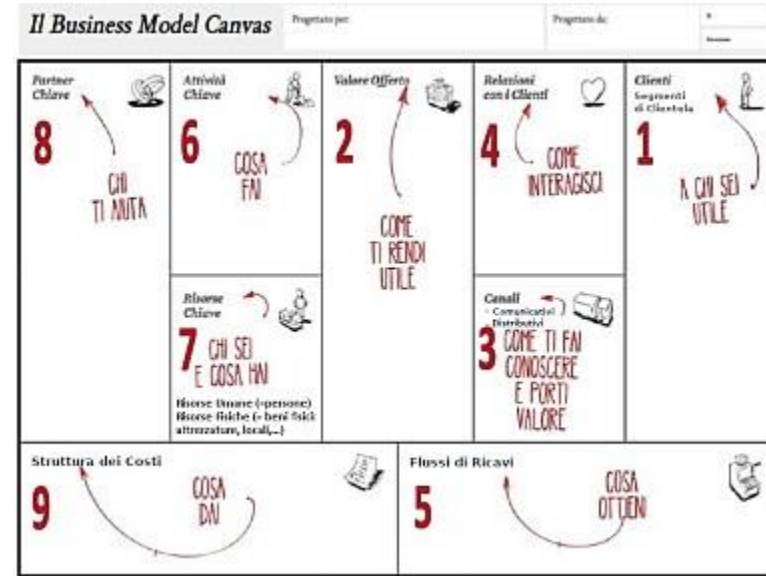 Il Business Model Canvas
Progettato per:
Progettato da:
Partner
Chiave
8
CHI
TI AIUTA
Attività
Chiave
6
COSA
FAI
Valore Offerto
2
COME
TI RENDI
UTILE
Relazioni
con i Clienti
4
COME
INTERAGISCI
Clienti
Segmenti
di Clientela
1
A CHI SEI
UTILE
Risorse
Chiave
7
CHI SEI
E COSA HAI
Risorse Umane (=persone)
Risorse Fisiche (= beni fisici
attrezzature, locali,...)
Canali
- Comunicativi
- Distributivi
3
COME TI FAI
CONOSCERE
E PORTI
VALORE
Struttura dei Costi
9
COSA
DAI
Flussi di Ricavi
5
COSA
OTTIENI